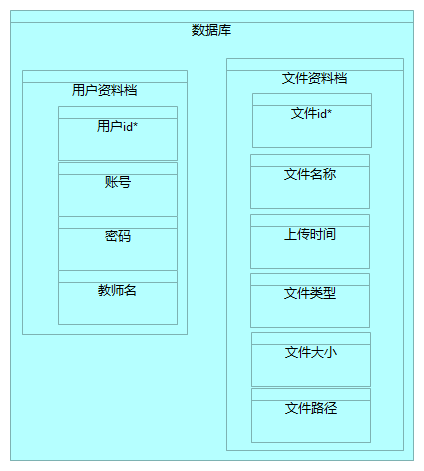 数据库
用户资料档
用户id*
账号
密码
教师名
文件资料档
文件id*
文件名称
上传时间
文件类型
文件大小
文件路径